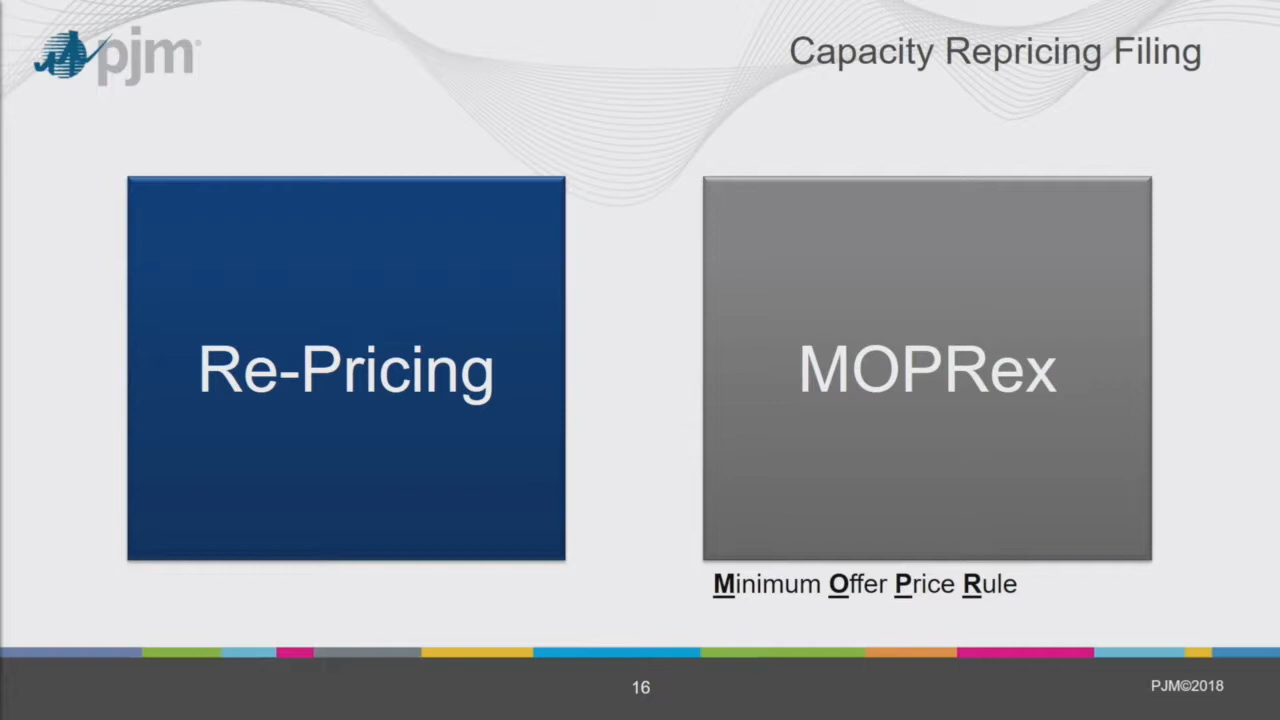 pjm
Capacity Repricing Filing
Re-Pricing
MOPRex
Minimum Offer Price Rule
16
PJM©2018